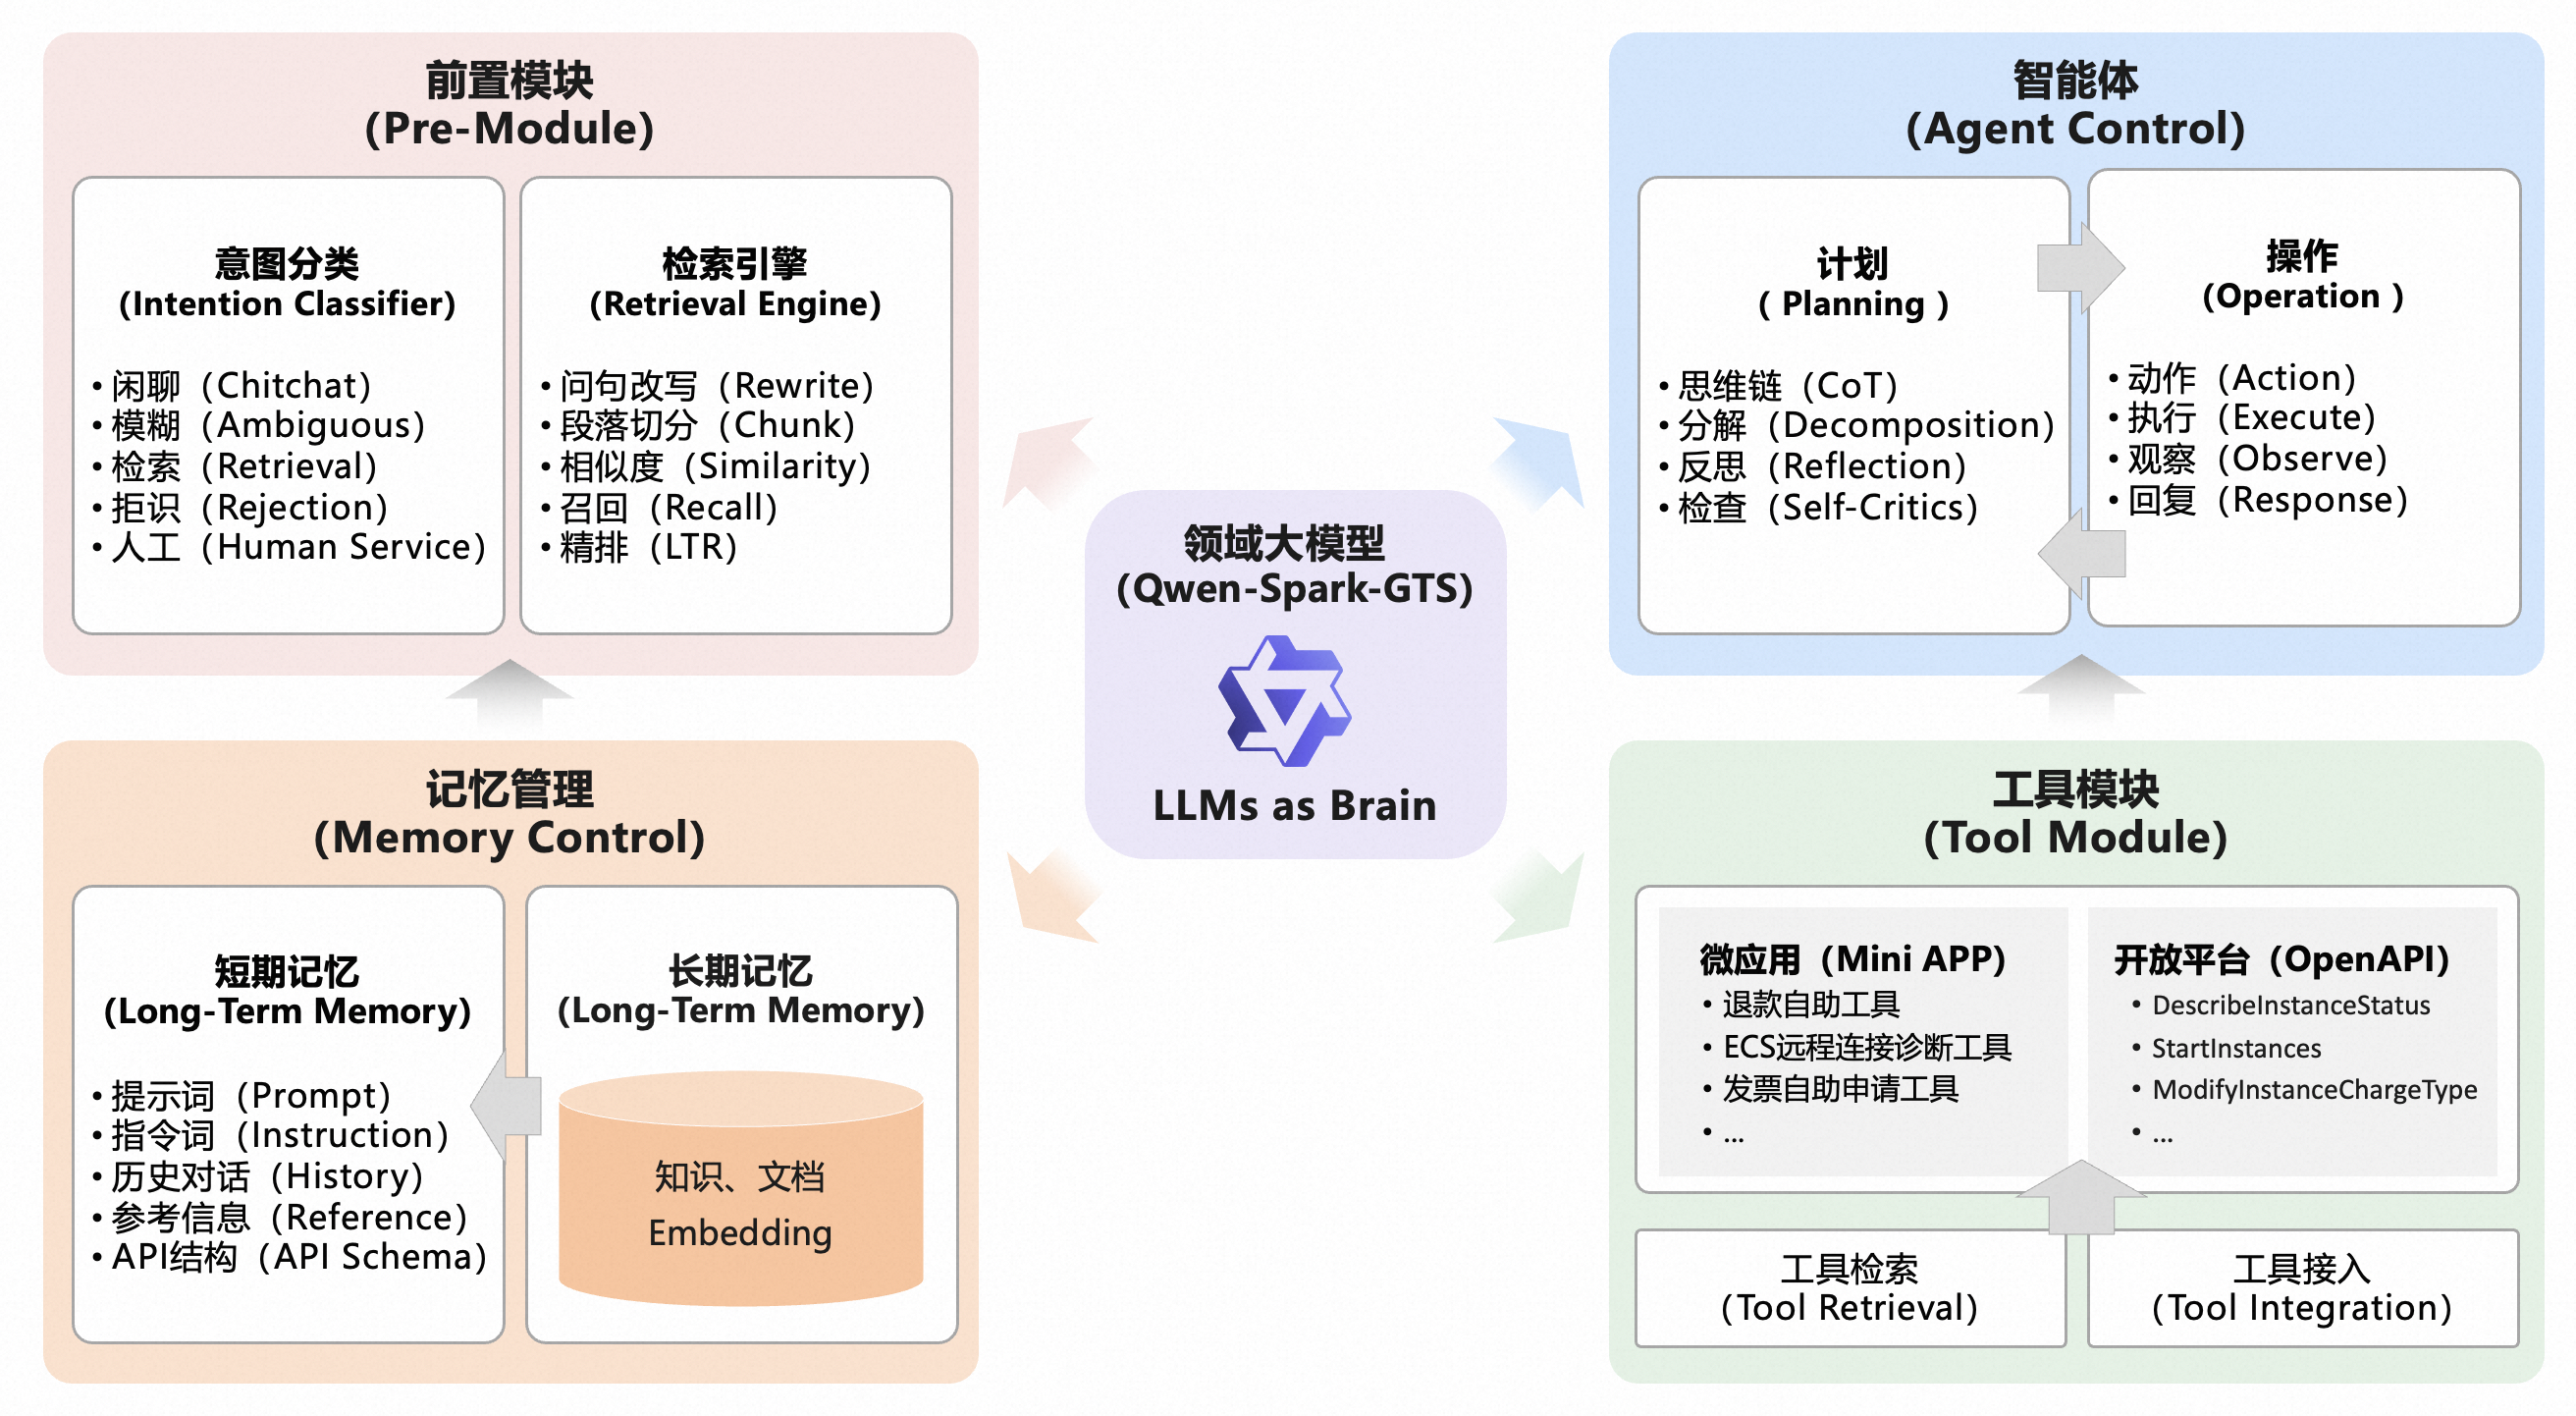 前置模块
(Pre-Module)
意图分类
(Intention Classifier)
• 闲聊（Chitchat）
• 模糊（Ambiguous）
• 检索（Retrieval）
• 拒识（Rejection）
• 人工（Human Service）
检索引擎
(Retrieval Engine)
• 问句改写（Rewrite）
• 段落切分（Chunk）
• 相似度（Similarity）
• 召回（Recall）
• 精排（LTR）
智能体
(Agent Control)
计划
( Planning )
• 思维链（CoT）
• 分解（Decomposition）
• 反思（Reflection）
• 检查（Self-Critics）
操作
(Operation )
• 动作（Action）
• 执行（Execute）
• 观察（Observe）
• 回复（Response）
领域大模型
(Qwen-Spark-GTS)
LLMs as Brain
记忆管理
(Memory Control)
短期记忆
(Long-Term Memory)
• 提示词（Prompt）
• 指令词（Instruction）
• 历史对话（History）
• 参考信息（Reference）
• API结构（API Schema）
长期记忆
(Long-Term Memory)
知识、文档
Embedding
工具模块
(Tool Module)
微应用（Mini APP）
• 退款自助工具
• ECS远程连接诊断工具
• 发票自助申请工具
• ...
开放平台（OpenAPI）
• DescribeInstanceStatus
• StartInstances
• ModifyInstanceChargeType
• ...
工具检索
（Tool Retrieval）
工具接入
（Tool Integration）